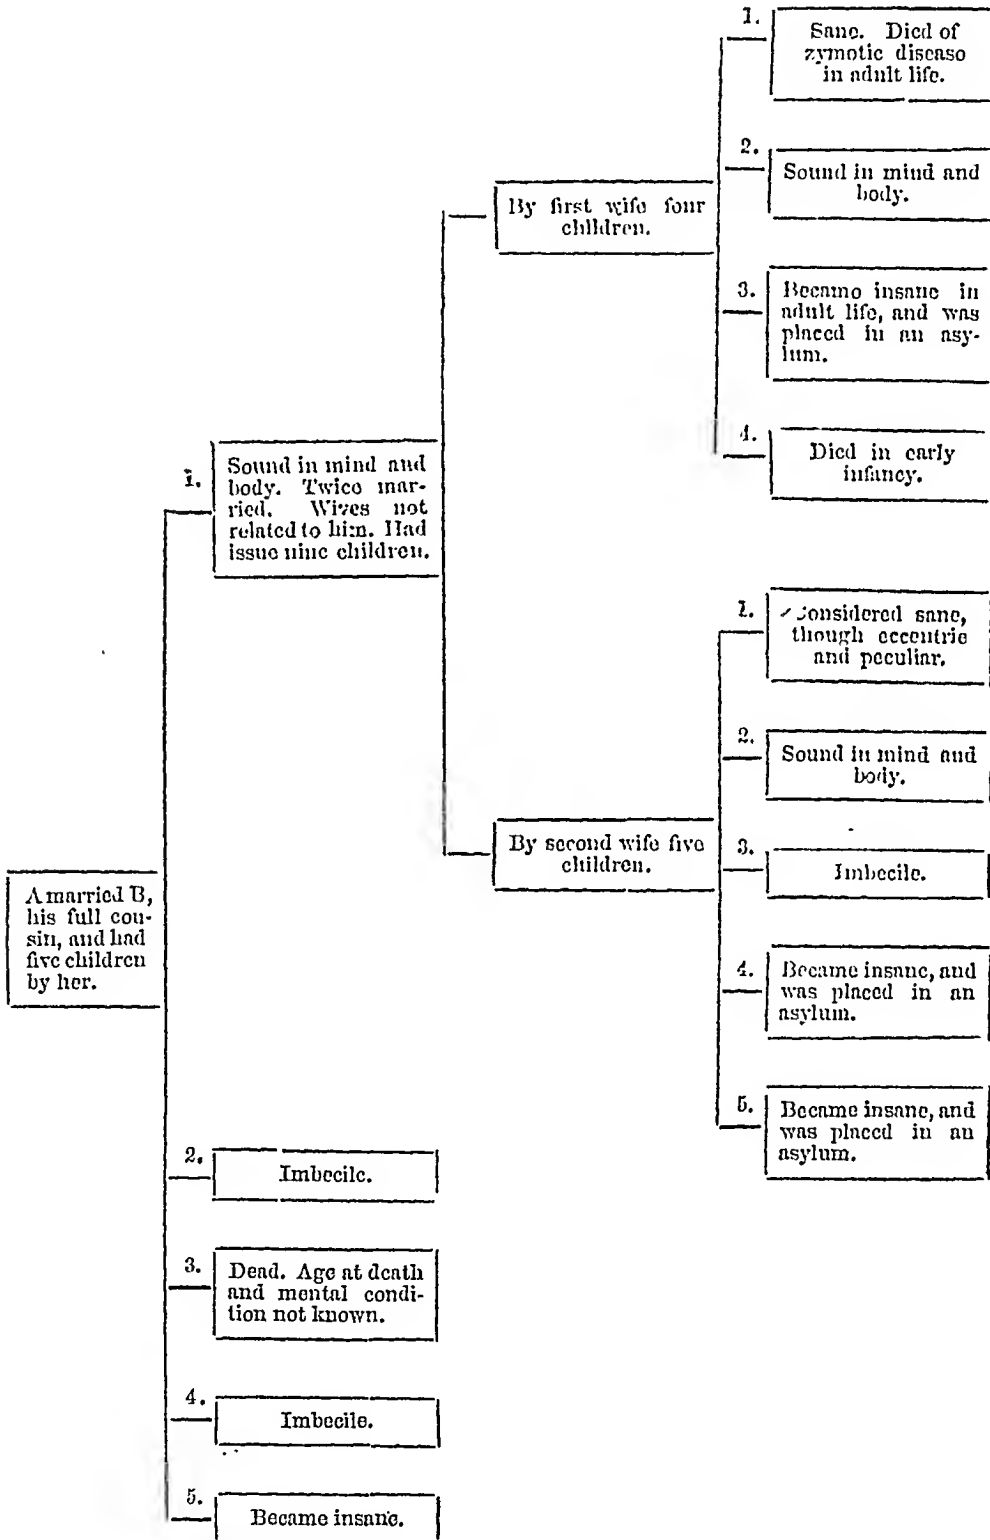 A married B,
his full cou-
sin, and had
five children
by her.
1.
Sound in mind and
body. Twice mar-
ried. Wives not
related to him. Had
issue nine children.
By first wife four
children.
1.
Sane. Died of
zymotic disease
in adult life.
2.
Sound in mind and
body.
3.
Became insane in
adult life, and was
placed in an asy-
lum.
4.
Died in early
infancy.
By second wife five
children.
1.
Considered sane,
though eccentric
and peculiar.
2.
Sound in mind and
body.
3.
Imbecile.
4.
Became insane, and
was placed in an
asylum.
5.
Became insane, and
was placed in an
asylum.
2.
Imbecile.
3.
Dead. Age at death
and mental condi-
tion not known.
4.
Imbecile.
5.
Became insane.